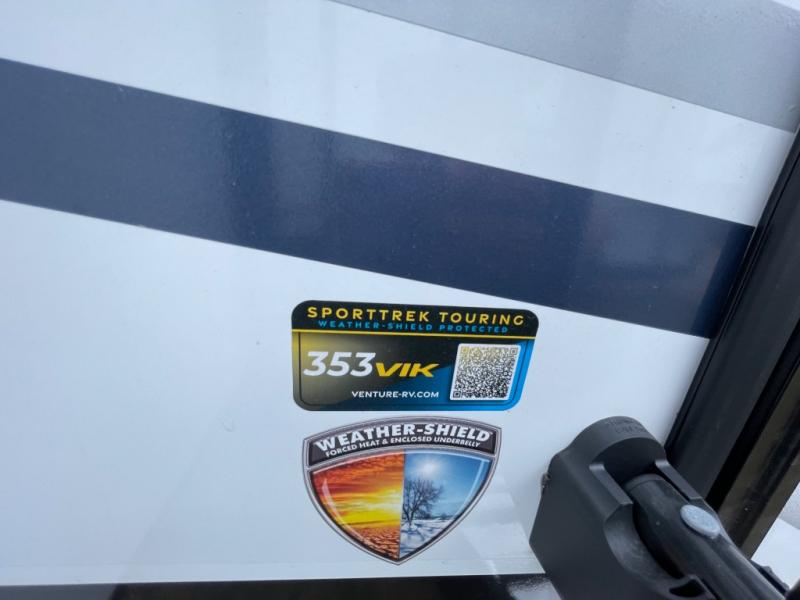 SPORTTREK TOURING
WEATHER-SHIELD PROTECTED
353VIK
VENTURE-RV.COM
WEATHER-SHIELD
FORCED HEAT & ENCLOSED UNDERBELLY